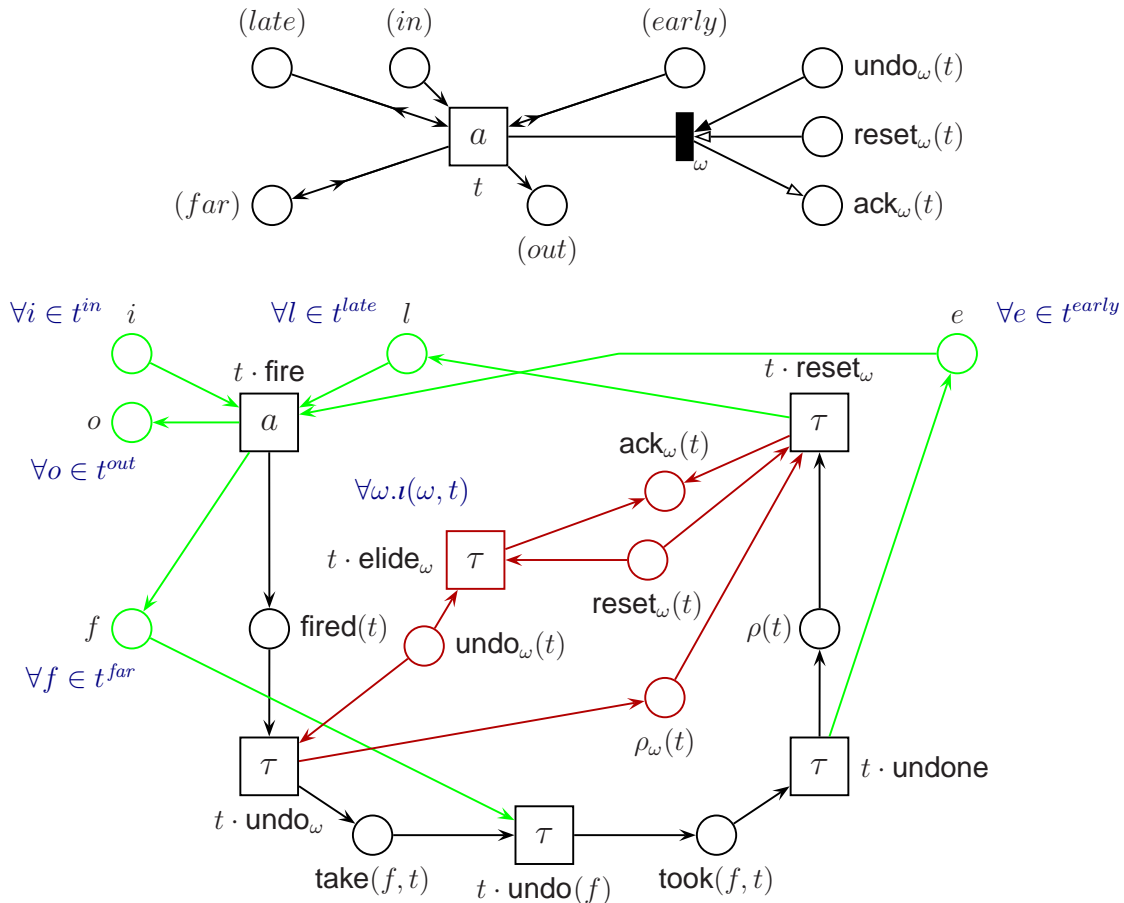 (late) (in) (early)
undo_ω(t)
a reset_ω(t)
ω
t
(far) ack_ω(t)
(out)
∀i ∈ t^in i ∀l ∈ t^late l e ∀e ∈ t^early
t · fire t · reset_ω
o a τ
ack_ω(t)
∀o ∈ t^out
∀ω.ı(ω, t)
t · elide_ω τ
reset_ω(t)
f fired(t) undo_ω(t) ρ(t)
∀f ∈ t^far
ρ_ω(t)
τ τ t · undone
t · undo_ω
τ
take(f, t) t · undo(f) took(f, t)